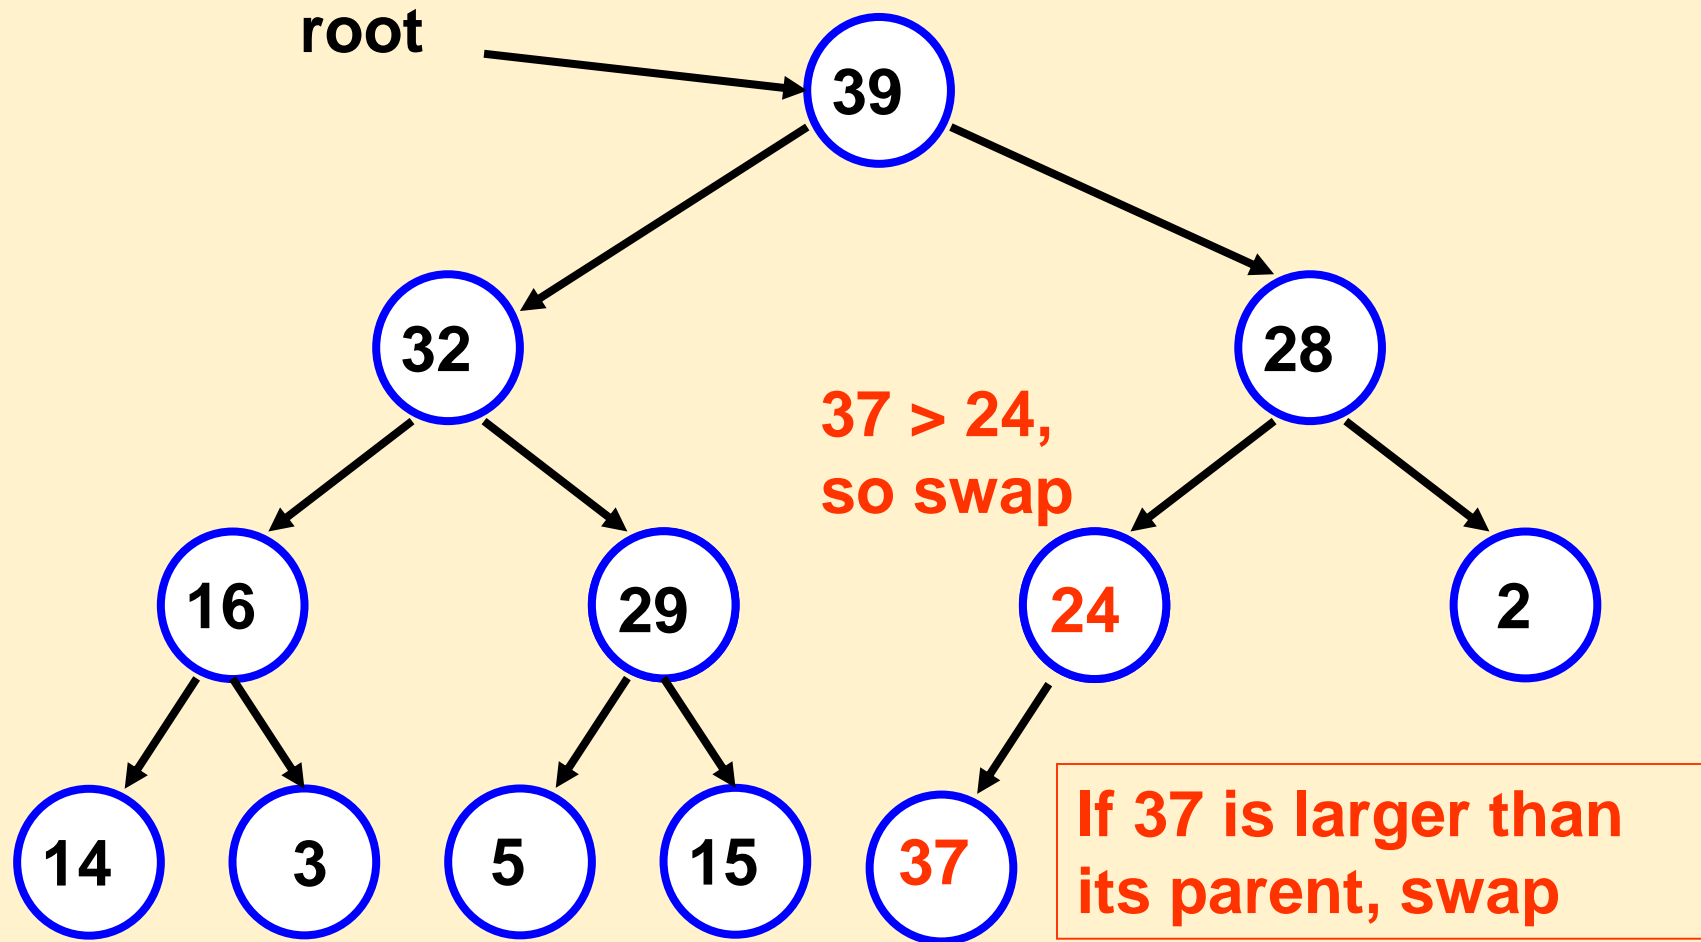 root
39
32
28
37 > 24,
so swap
16
29
24
2
14
3
5
15
37
If 37 is larger than
its parent, swap